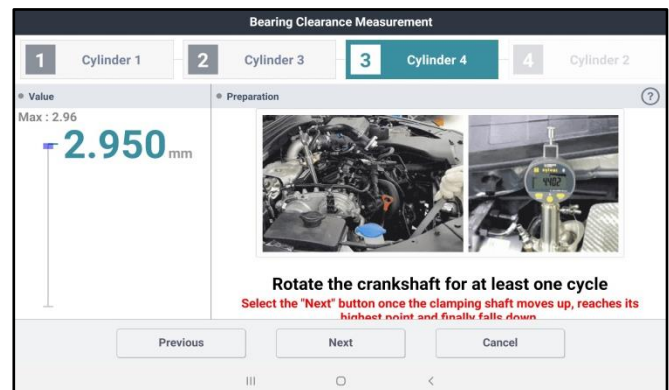 Bearing Clearance Measurement
1 Cylinder 1
2 Cylinder 3
3 Cylinder 4
4 Cylinder 2
Value
Preparation
?
Max : 2.96
2.950 mm
Rotate the crankshaft for at least one cycle
Select the "Next" button once the clamping shaft moves up, reaches its
highest point and finally falls down
Previous
Next
Cancel